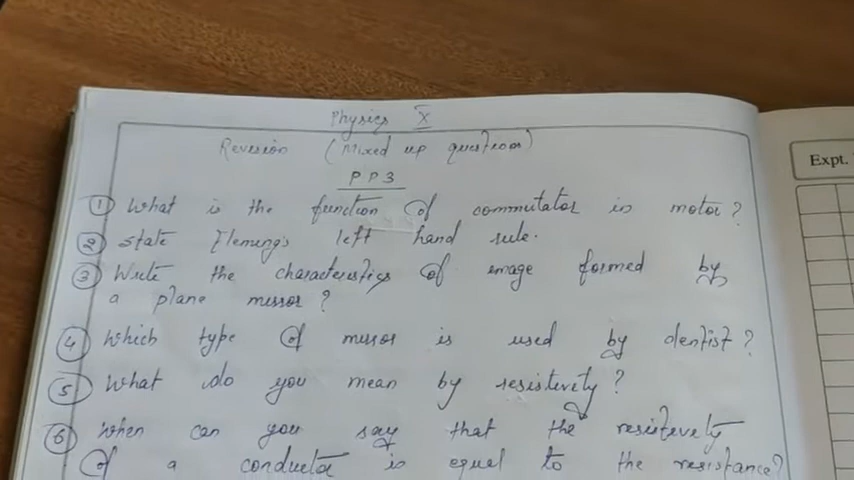 Physics X
Revision (Mixed up questions)
PP3
① What is the function of commutator in motor?
② State Fleming's left hand rule.
③ Write the characteristics of image formed by
a plane mirror?
④ Which type of mirror is used by dentist?
⑤ What do you mean by resistivety?
⑥ When can you say that the resistevety
of a conductor is equal to the resistance?
Expt.